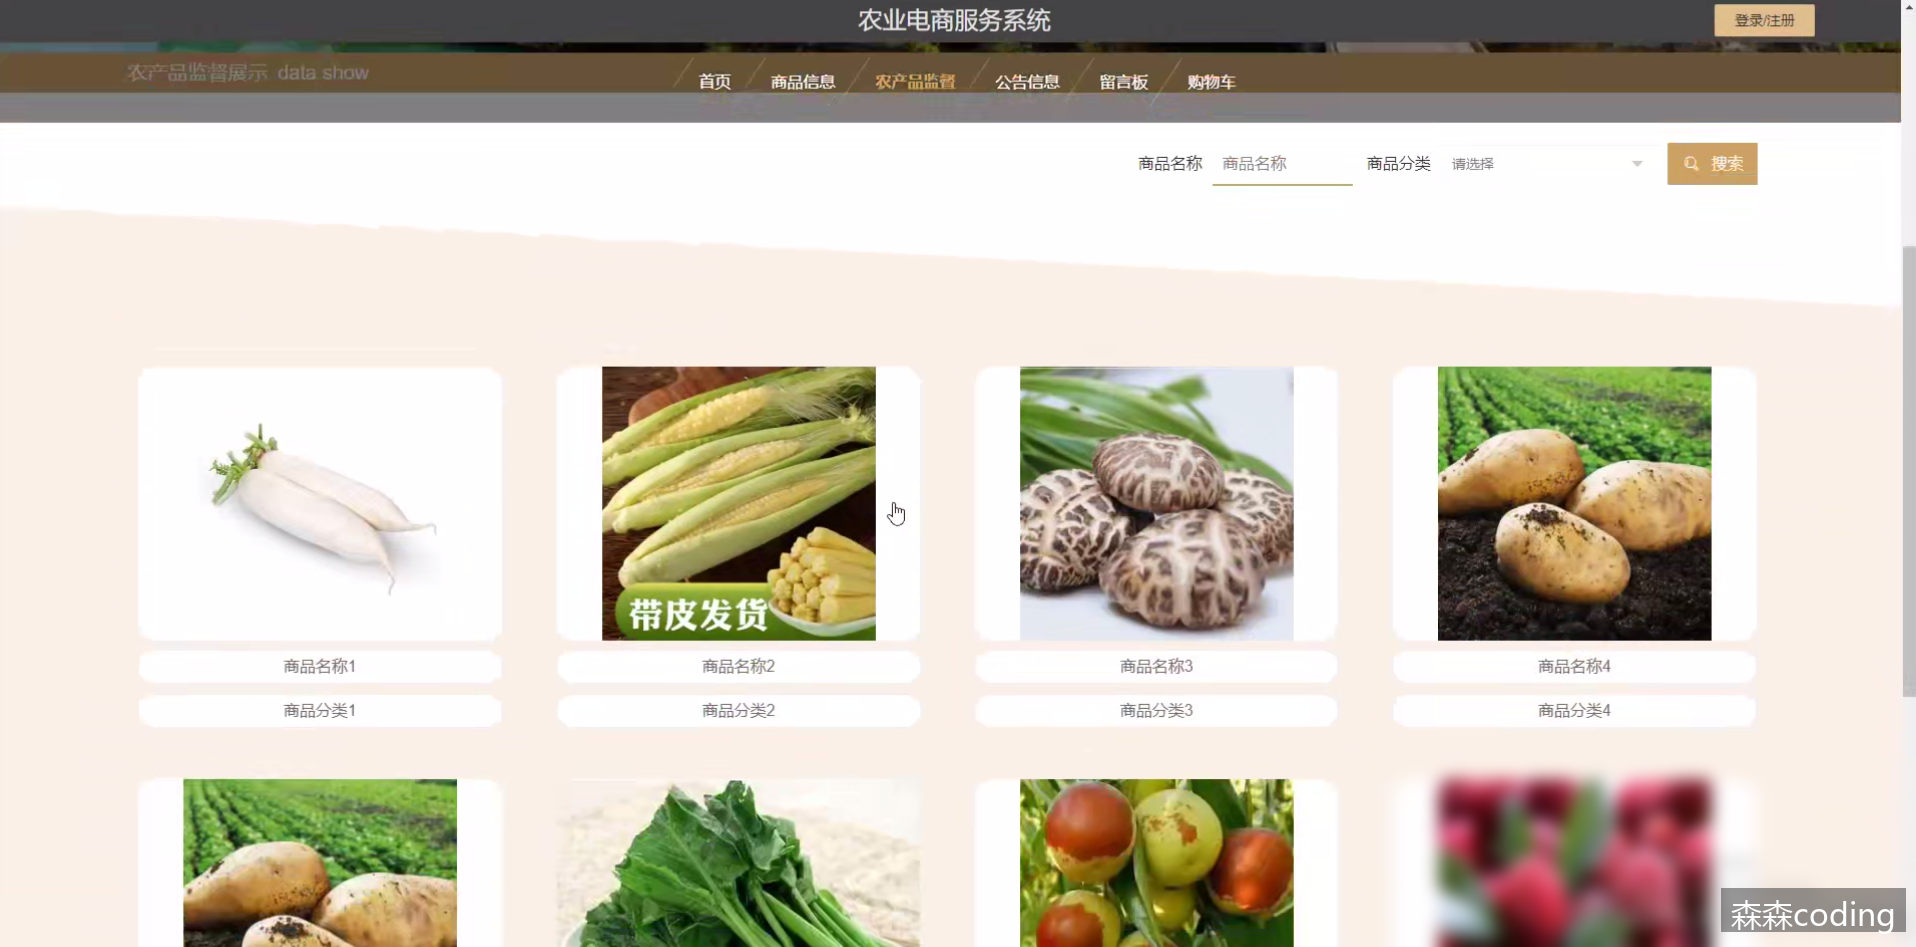 农业电商服务系统
登录/注册
农产品监督展示 data show
首页
商品信息
农产品监督
公告信息
留言板
购物车
商品名称 商品名称 商品分类 请选择 搜索
带皮发货
商品名称1
商品名称2
商品名称3
商品名称4
商品分类1
商品分类2
商品分类3
商品分类4
森森coding